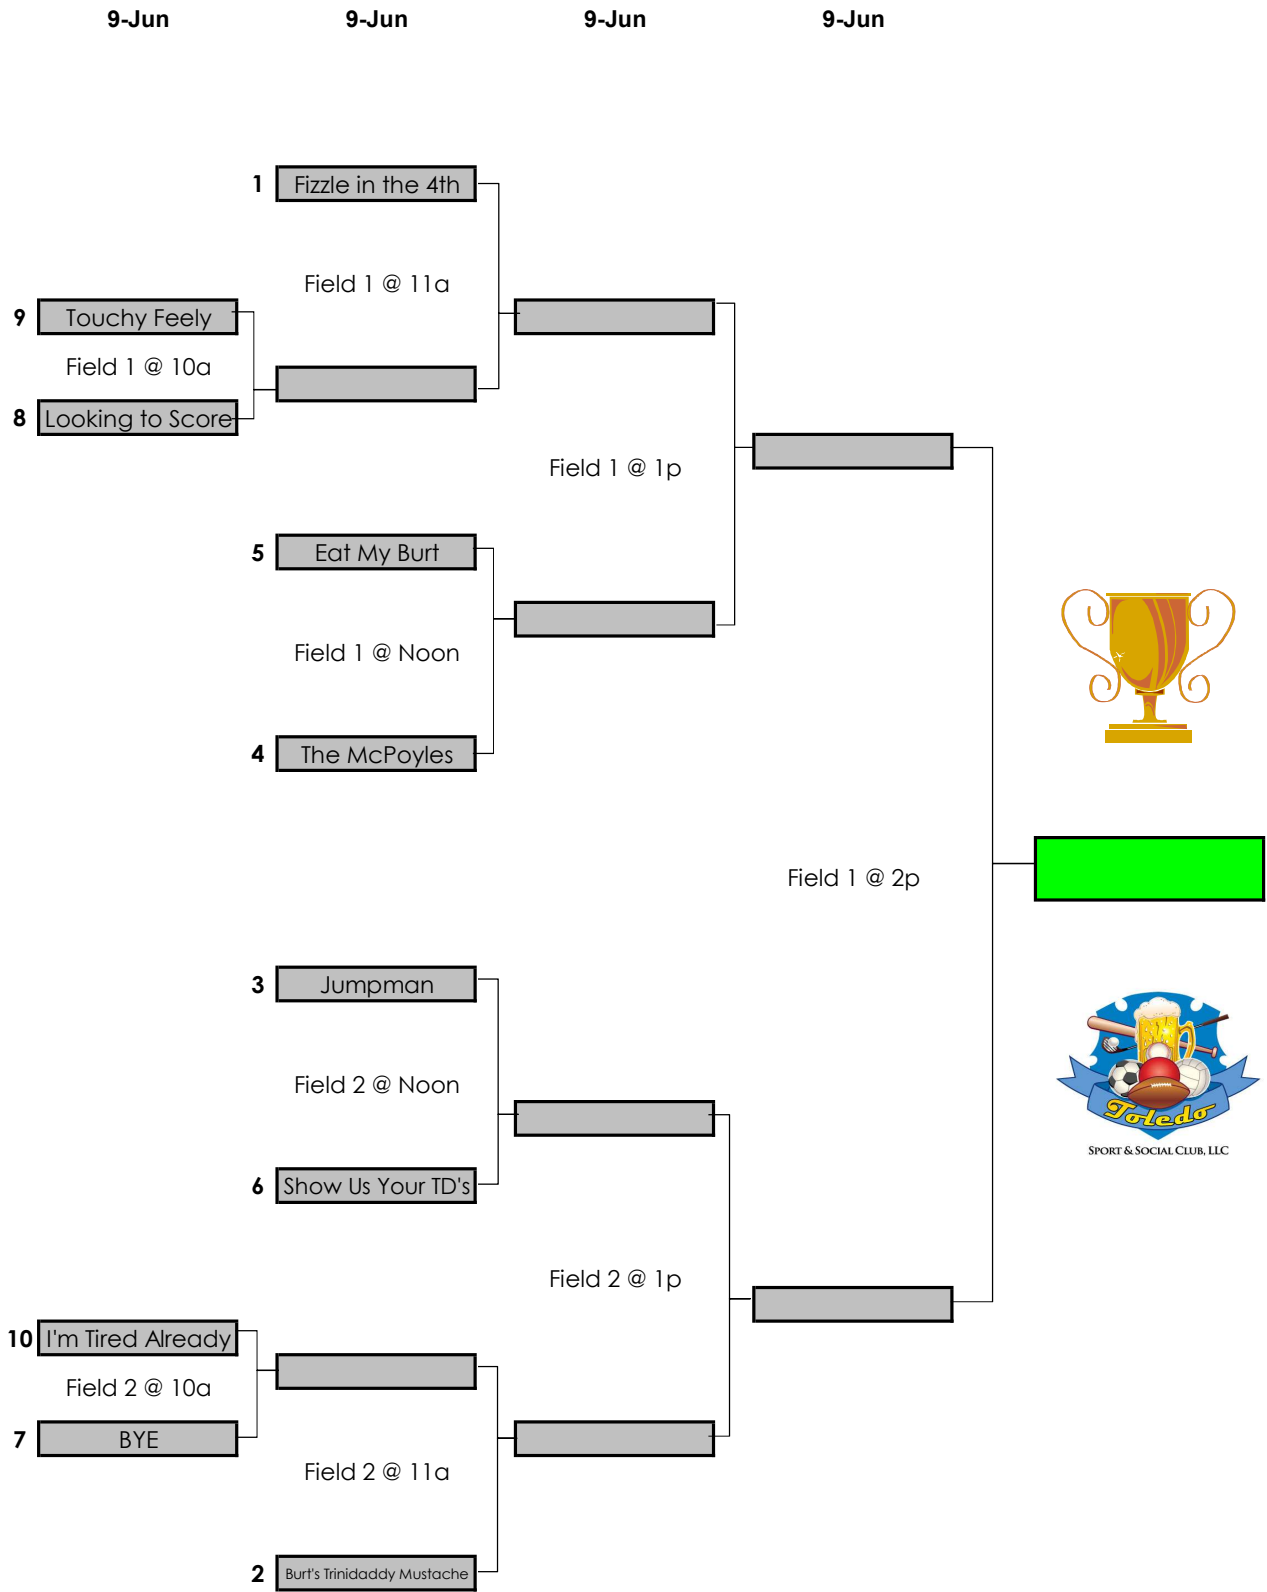 9-Jun 9-Jun 9-Jun 9-Jun
1 Fizzle in the 4th
Field 1 @ 11a
9 Touchy Feely
Field 1 @ 10a
8 Looking to Score
Field 1 @ 1p
5 Eat My Burt
Field 1 @ Noon
4 The McPoyles
Field 1 @ 2p
3 Jumpman
Field 2 @ Noon
6 Show Us Your TD's
Field 2 @ 1p
10 I'm Tired Already
Field 2 @ 10a
7 BYE
Field 2 @ 11a
2 Burt's Trinidaddy Mustache
Toledo
SPORT & SOCIAL CLUB, LLC